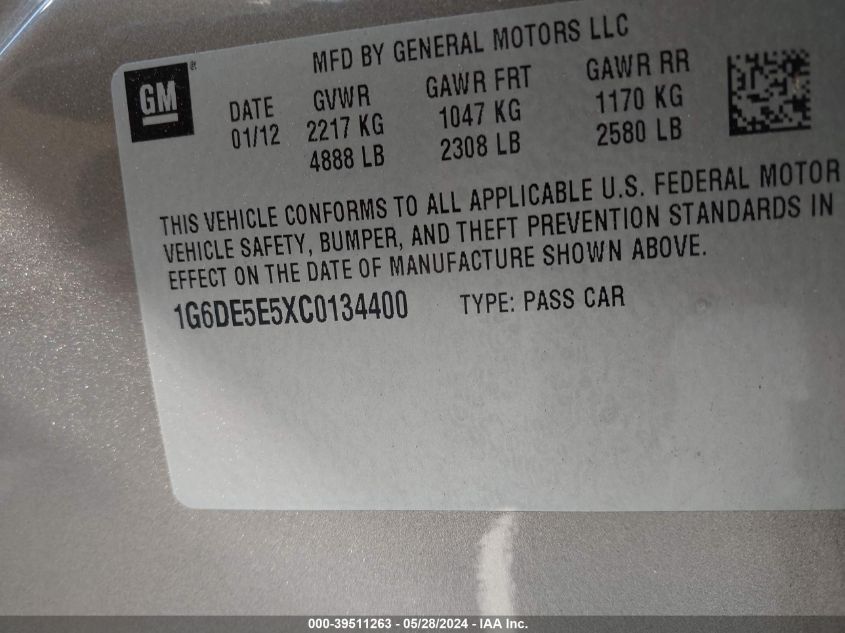 MFD BY GENERAL MOTORS LLC
GM
DATE GVWR GAWR FRT GAWR RR
01/12 2217 KG 1047 KG 1170 KG
4888 LB 2308 LB 2580 LB
THIS VEHICLE CONFORMS TO ALL APPLICABLE U.S. FEDERAL MOTOR
VEHICLE SAFETY, BUMPER, AND THEFT PREVENTION STANDARDS IN
EFFECT ON THE DATE OF MANUFACTURE SHOWN ABOVE.
1G6DE5E5XC0134400 TYPE: PASS CAR
000-39511263 - 05/28/2024 - IAA Inc.